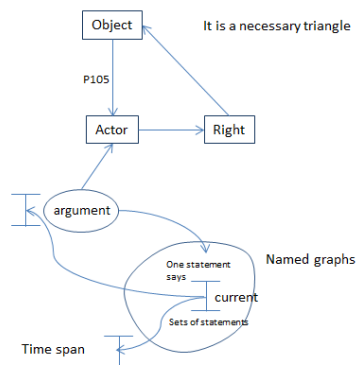 Object
It is a necessary triangle
P105
Actor
Right
argument
One statement
says
Named graphs
current
Sets of statements
Time span